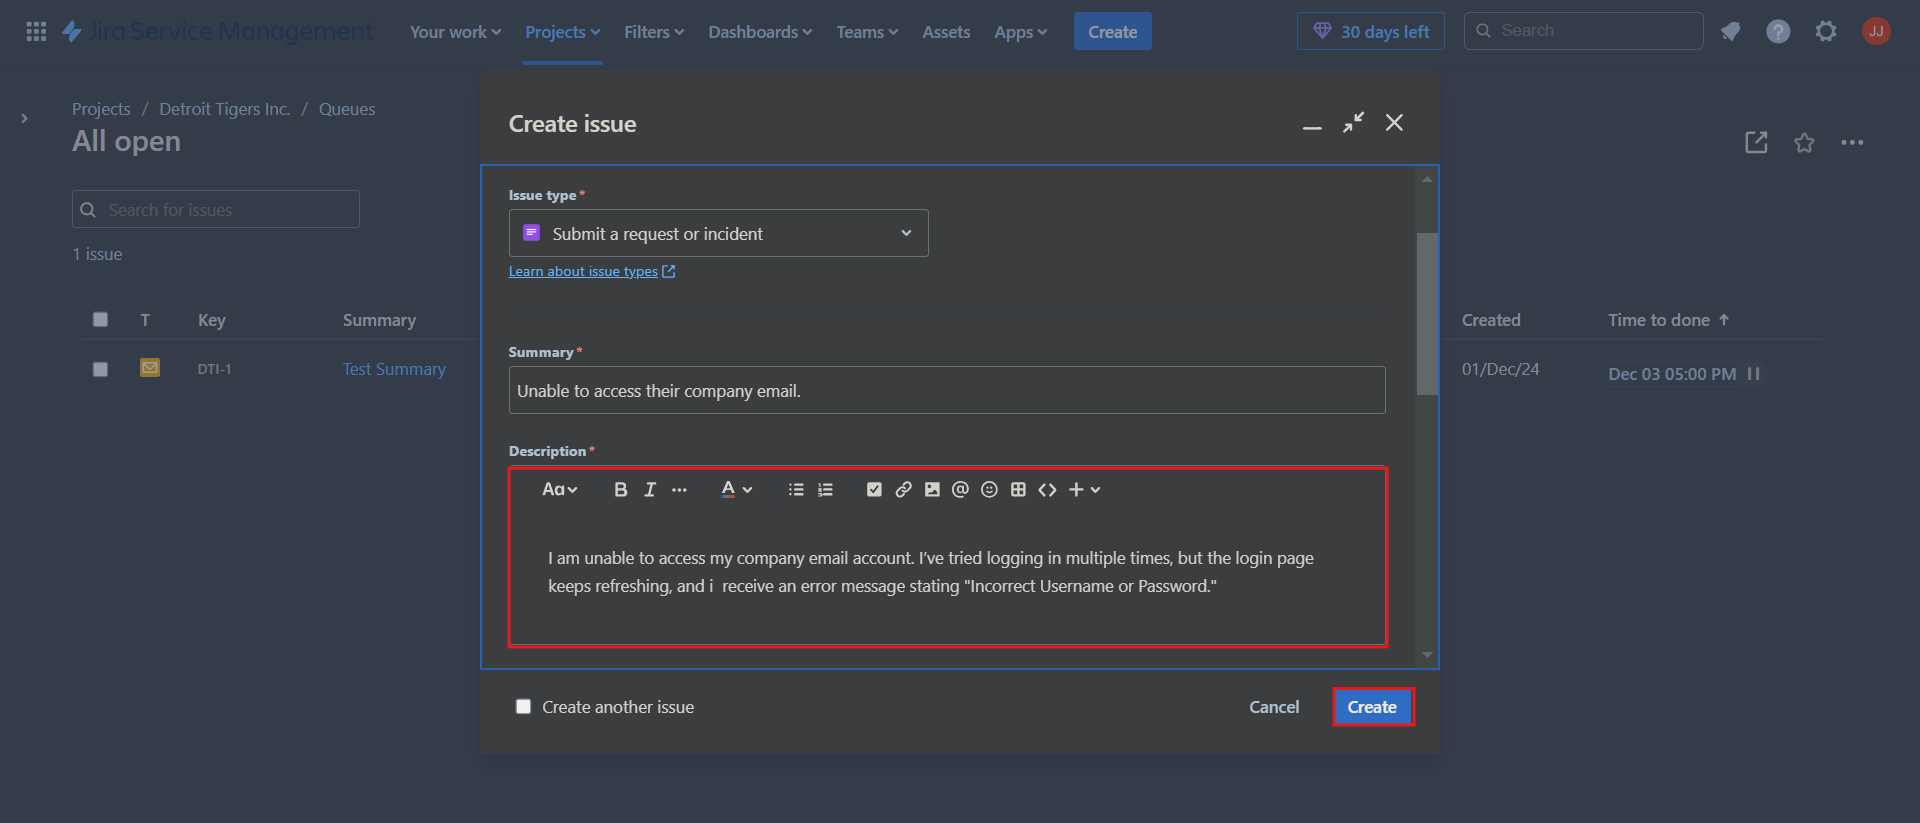 Jira Service Management Your work Projects Filters Dashboards Teams Assets Apps Create 30 days left Search JJ
Projects / Detroit Tigers Inc. / Queues
All open
Search for issues
1 issue
T Key Summary Created Time to done
DTI-1 Test Summary 01/Dec/24 Dec 03 05:00 PM
Create issue
Issue type *
Submit a request or incident
Learn about issue types
Summary *
Unable to access their company email.
Description *
Aa B I ... A @ <> +
I am unable to access my company email account. I've tried logging in multiple times, but the login page
keeps refreshing, and i  receive an error message stating "Incorrect Username or Password."
Create another issue Cancel Create